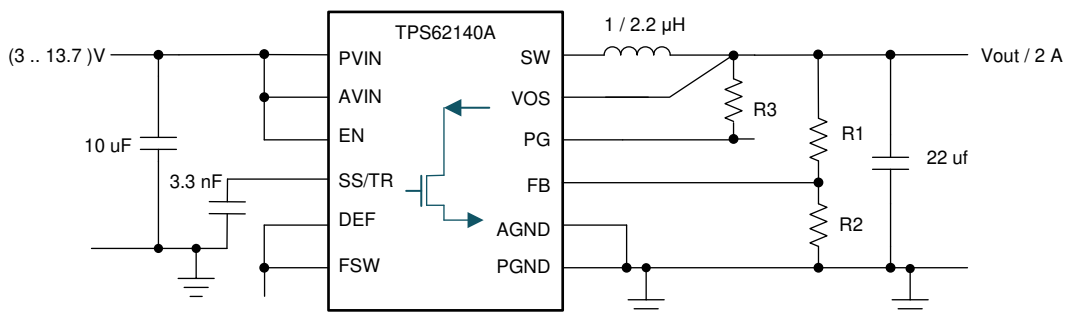 TPS62140A
1 / 2.2 µH
(3 .. 13.7 )V
PVIN
SW
Vout / 2 A
AVIN
VOS
R3
EN
PG
10 uF
R1
22 uf
3.3 nF
SS/TR
FB
DEF
AGND
R2
FSW
PGND